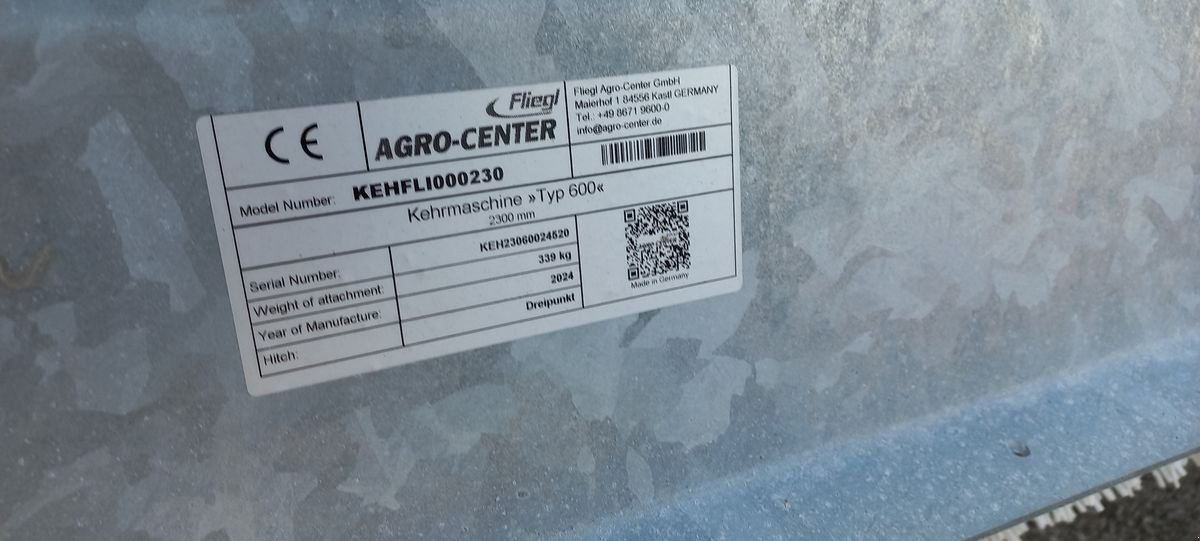 CE
Fliegl
AGRO-CENTER
Fliegl Agro-Center GmbH
Maierhof 1 84556 Kastl GERMANY
Tel.: +49 8671 9600-0
info@agro-center.de
Model Number: KEHFLI000230
Kehrmaschine »Typ 600«
2300 mm
Serial Number: KEH23060024520
Weight of attachment: 339 kg
Year of Manufacture: 2024
Hitch: Dreipunkt
Made in Germany